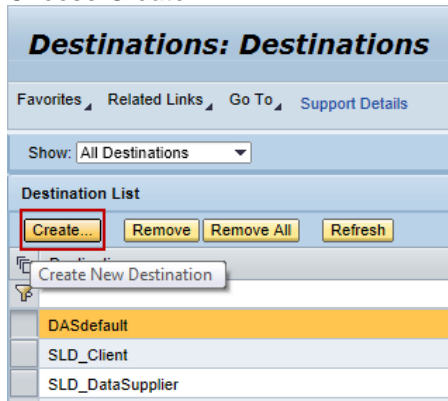 Destinations: Destinations
Favorites Related Links Go To Support Details
Show: All Destinations
Destination List
Create... Remove Remove All Refresh
Create New Destination
DASdefault
SLD_Client
SLD_DataSupplier